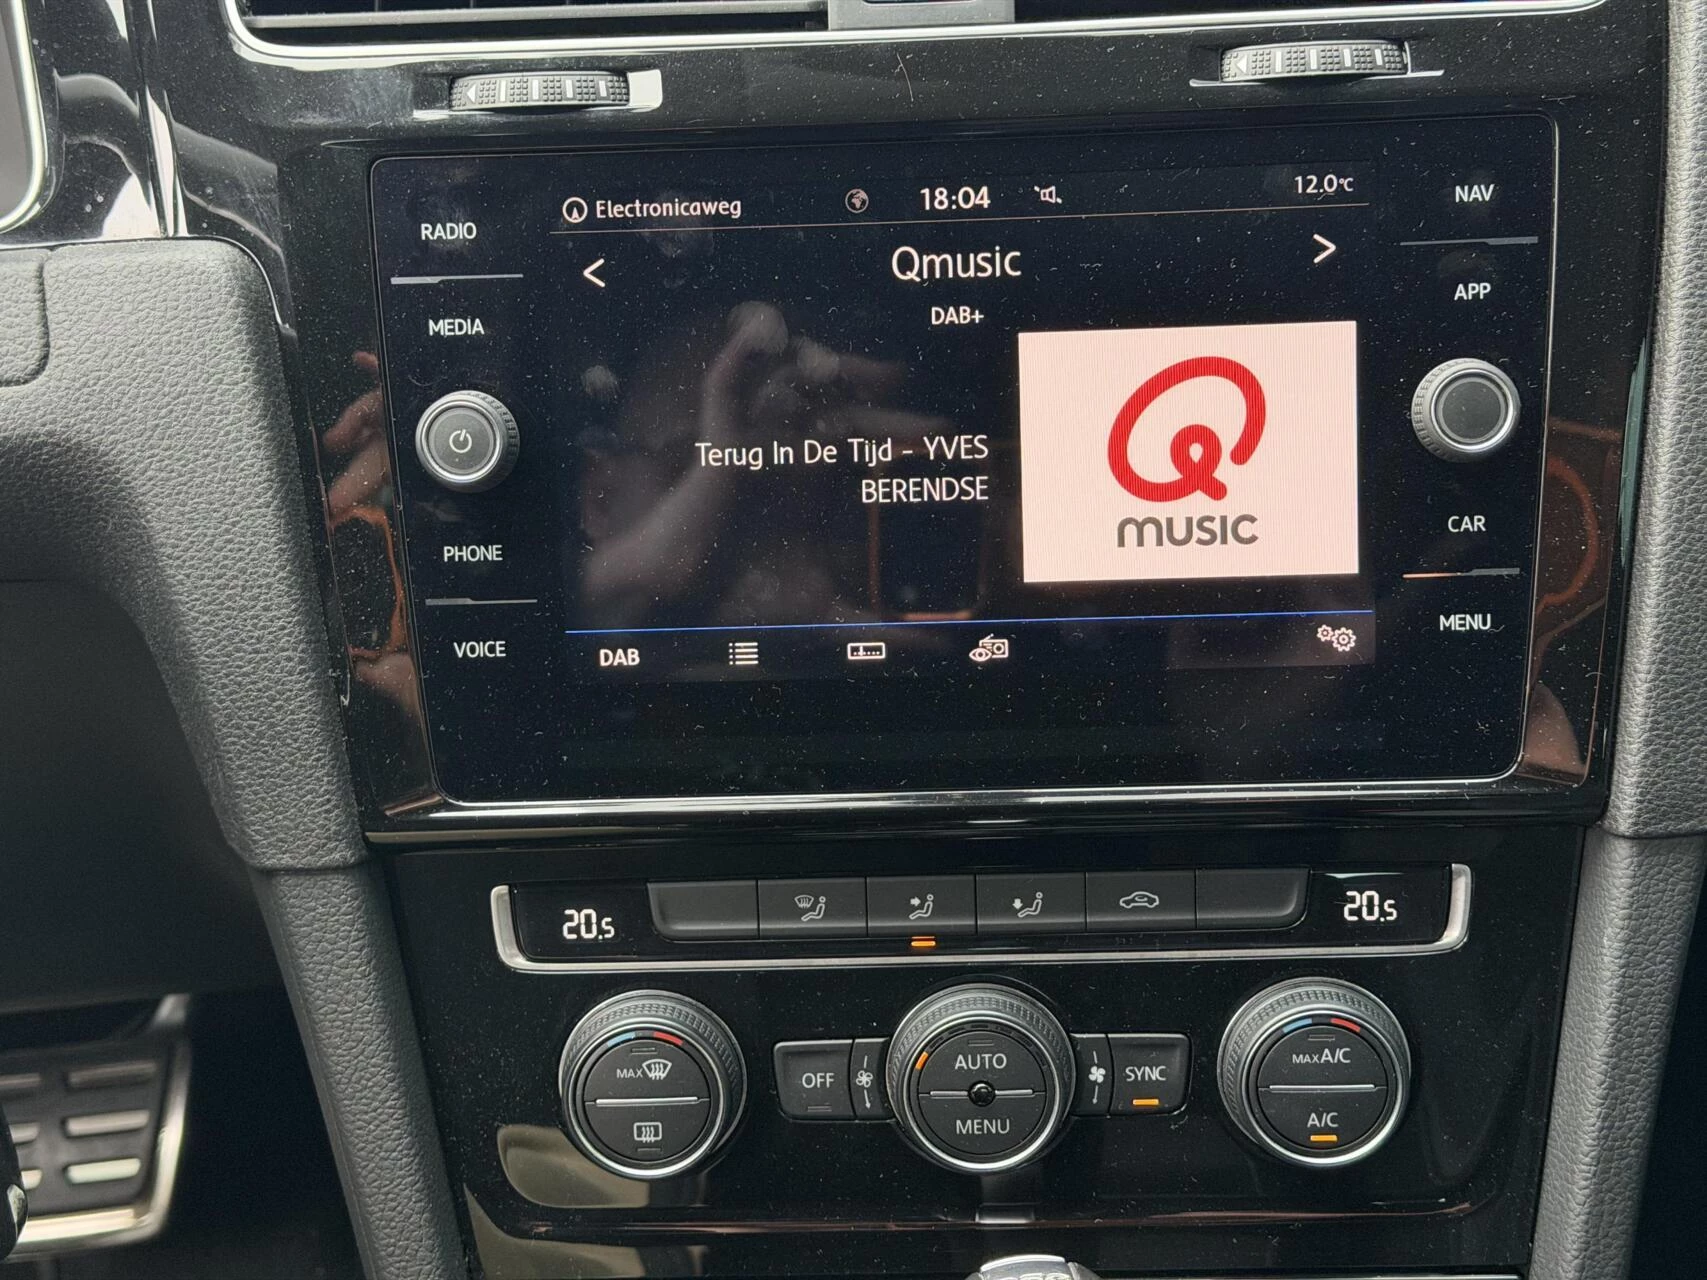 RADIO
MEDIA
PHONE
VOICE
Electronicaweg
18:04
12.0°C
Qmusic
DAB+
Terug In De Tijd - YVES
BERENDSE
MUSIC
DAB
NAV
APP
CAR
MENU
20.5
20.5
MAX
OFF
AUTO
MENU
SYNC
MAX A/C
A/C